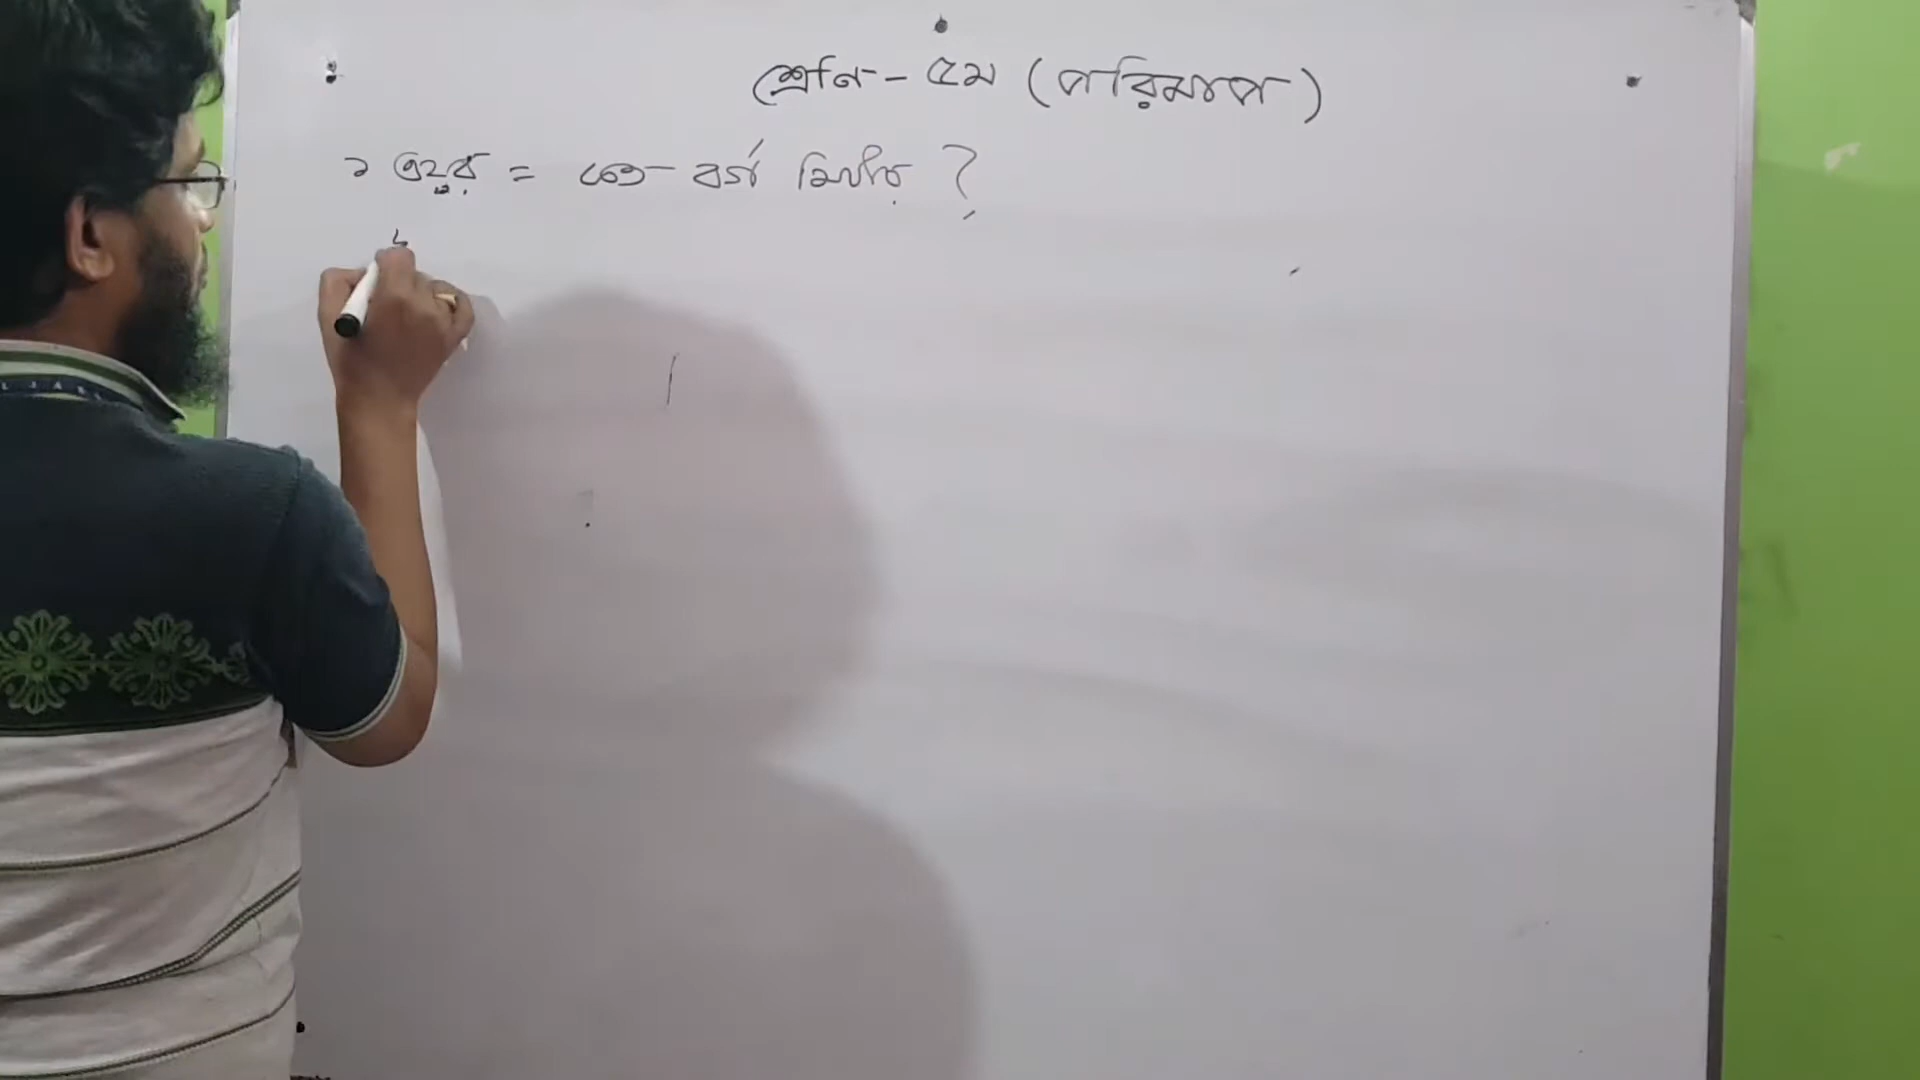 শ্রেণি - ৫ম (পরিমাপ)
১ একর = কত বর্গ মিটার ?